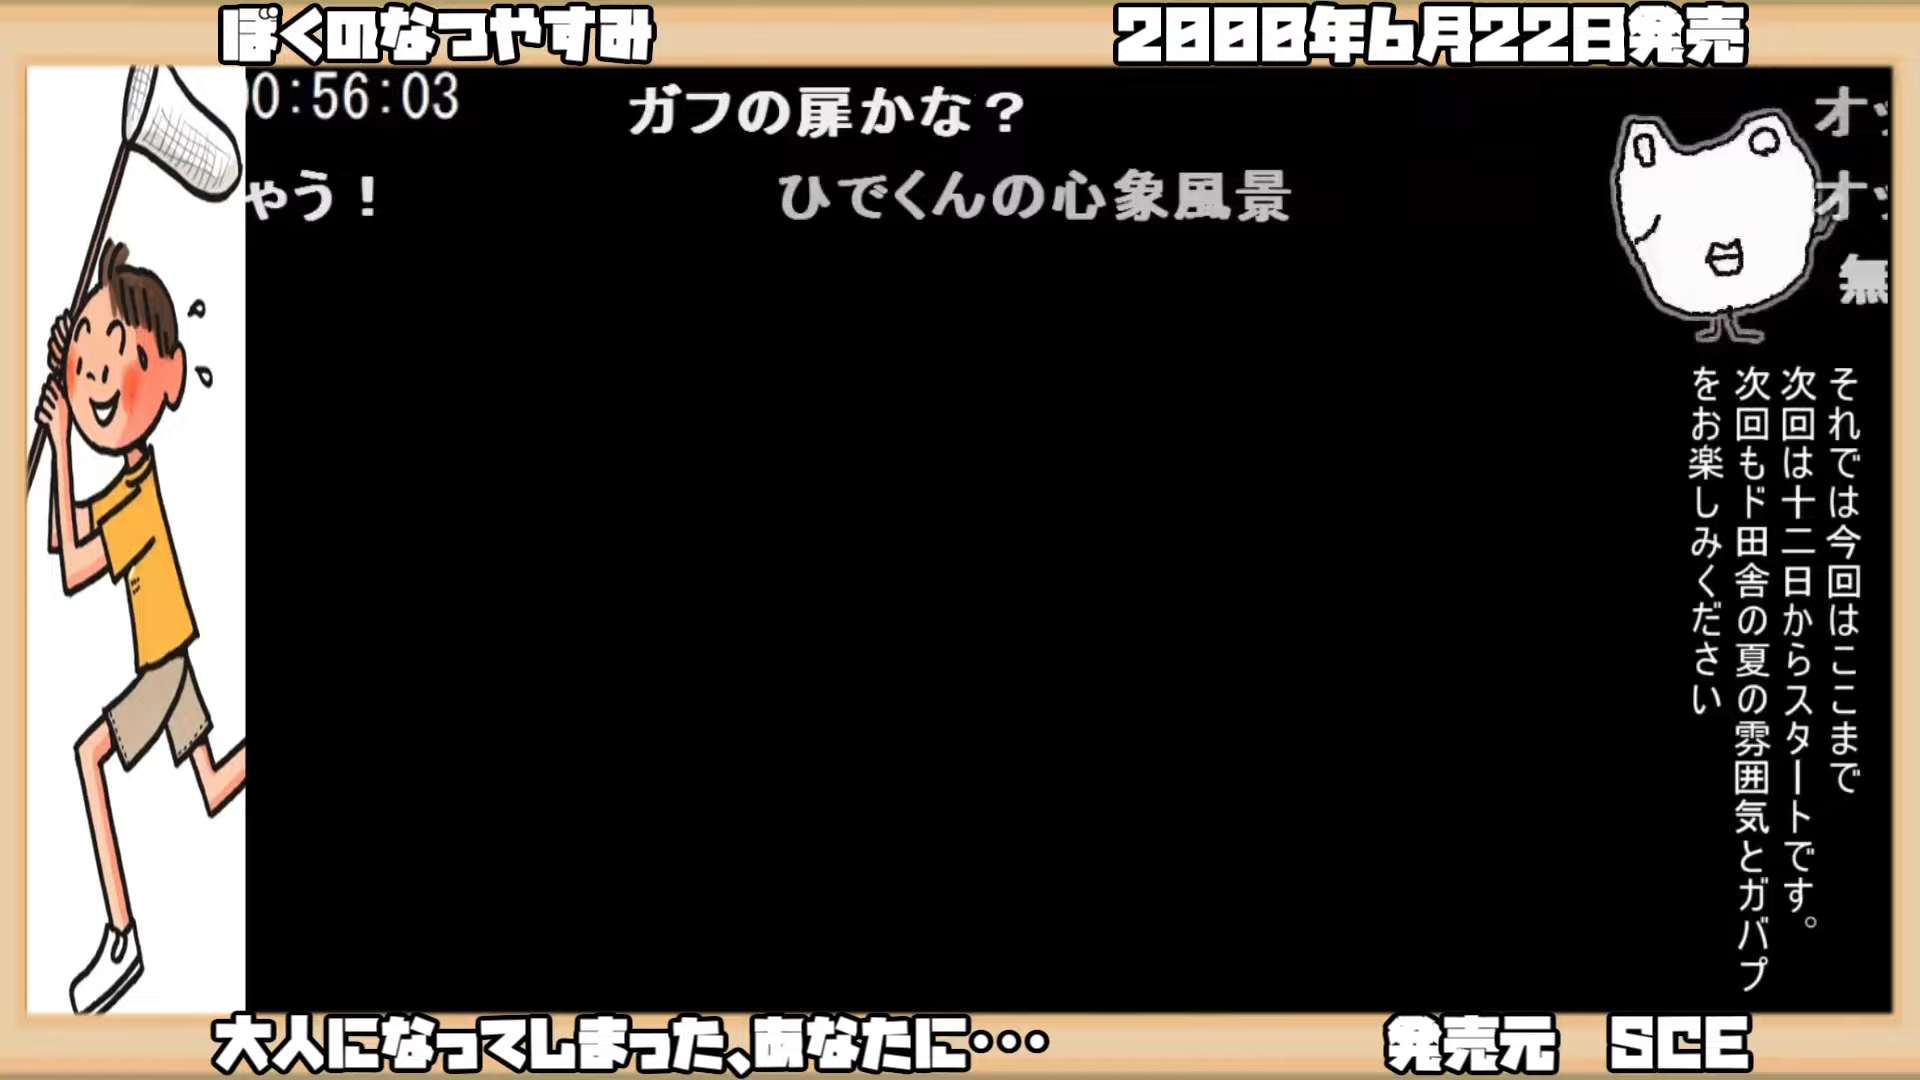 ぼくのなつやすみ
2000年6月22日発売
0:56:03
ガフの扉かな？
オッ
ゃう！
ひでくんの心象風景
オッ
無
それでは今回はここまで
次回は十二日からスタートです。
次回もド田舎の夏の雰囲気とガバプ
をお楽しみください
大人になってしまった、あなたに･･･
発売元 SCE